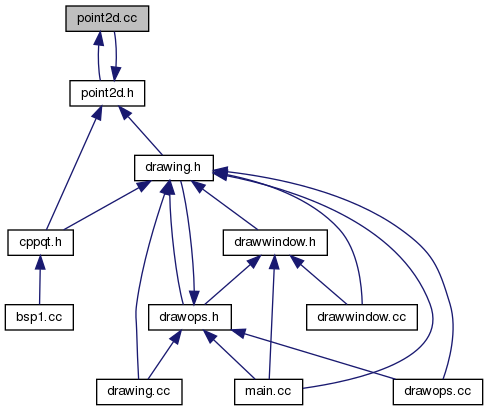 point2d.cc
point2d.h
drawing.h
cppqt.h
drawwindow.h
bsp1.cc
drawops.h
drawwindow.cc
drawing.cc
main.cc
drawops.cc